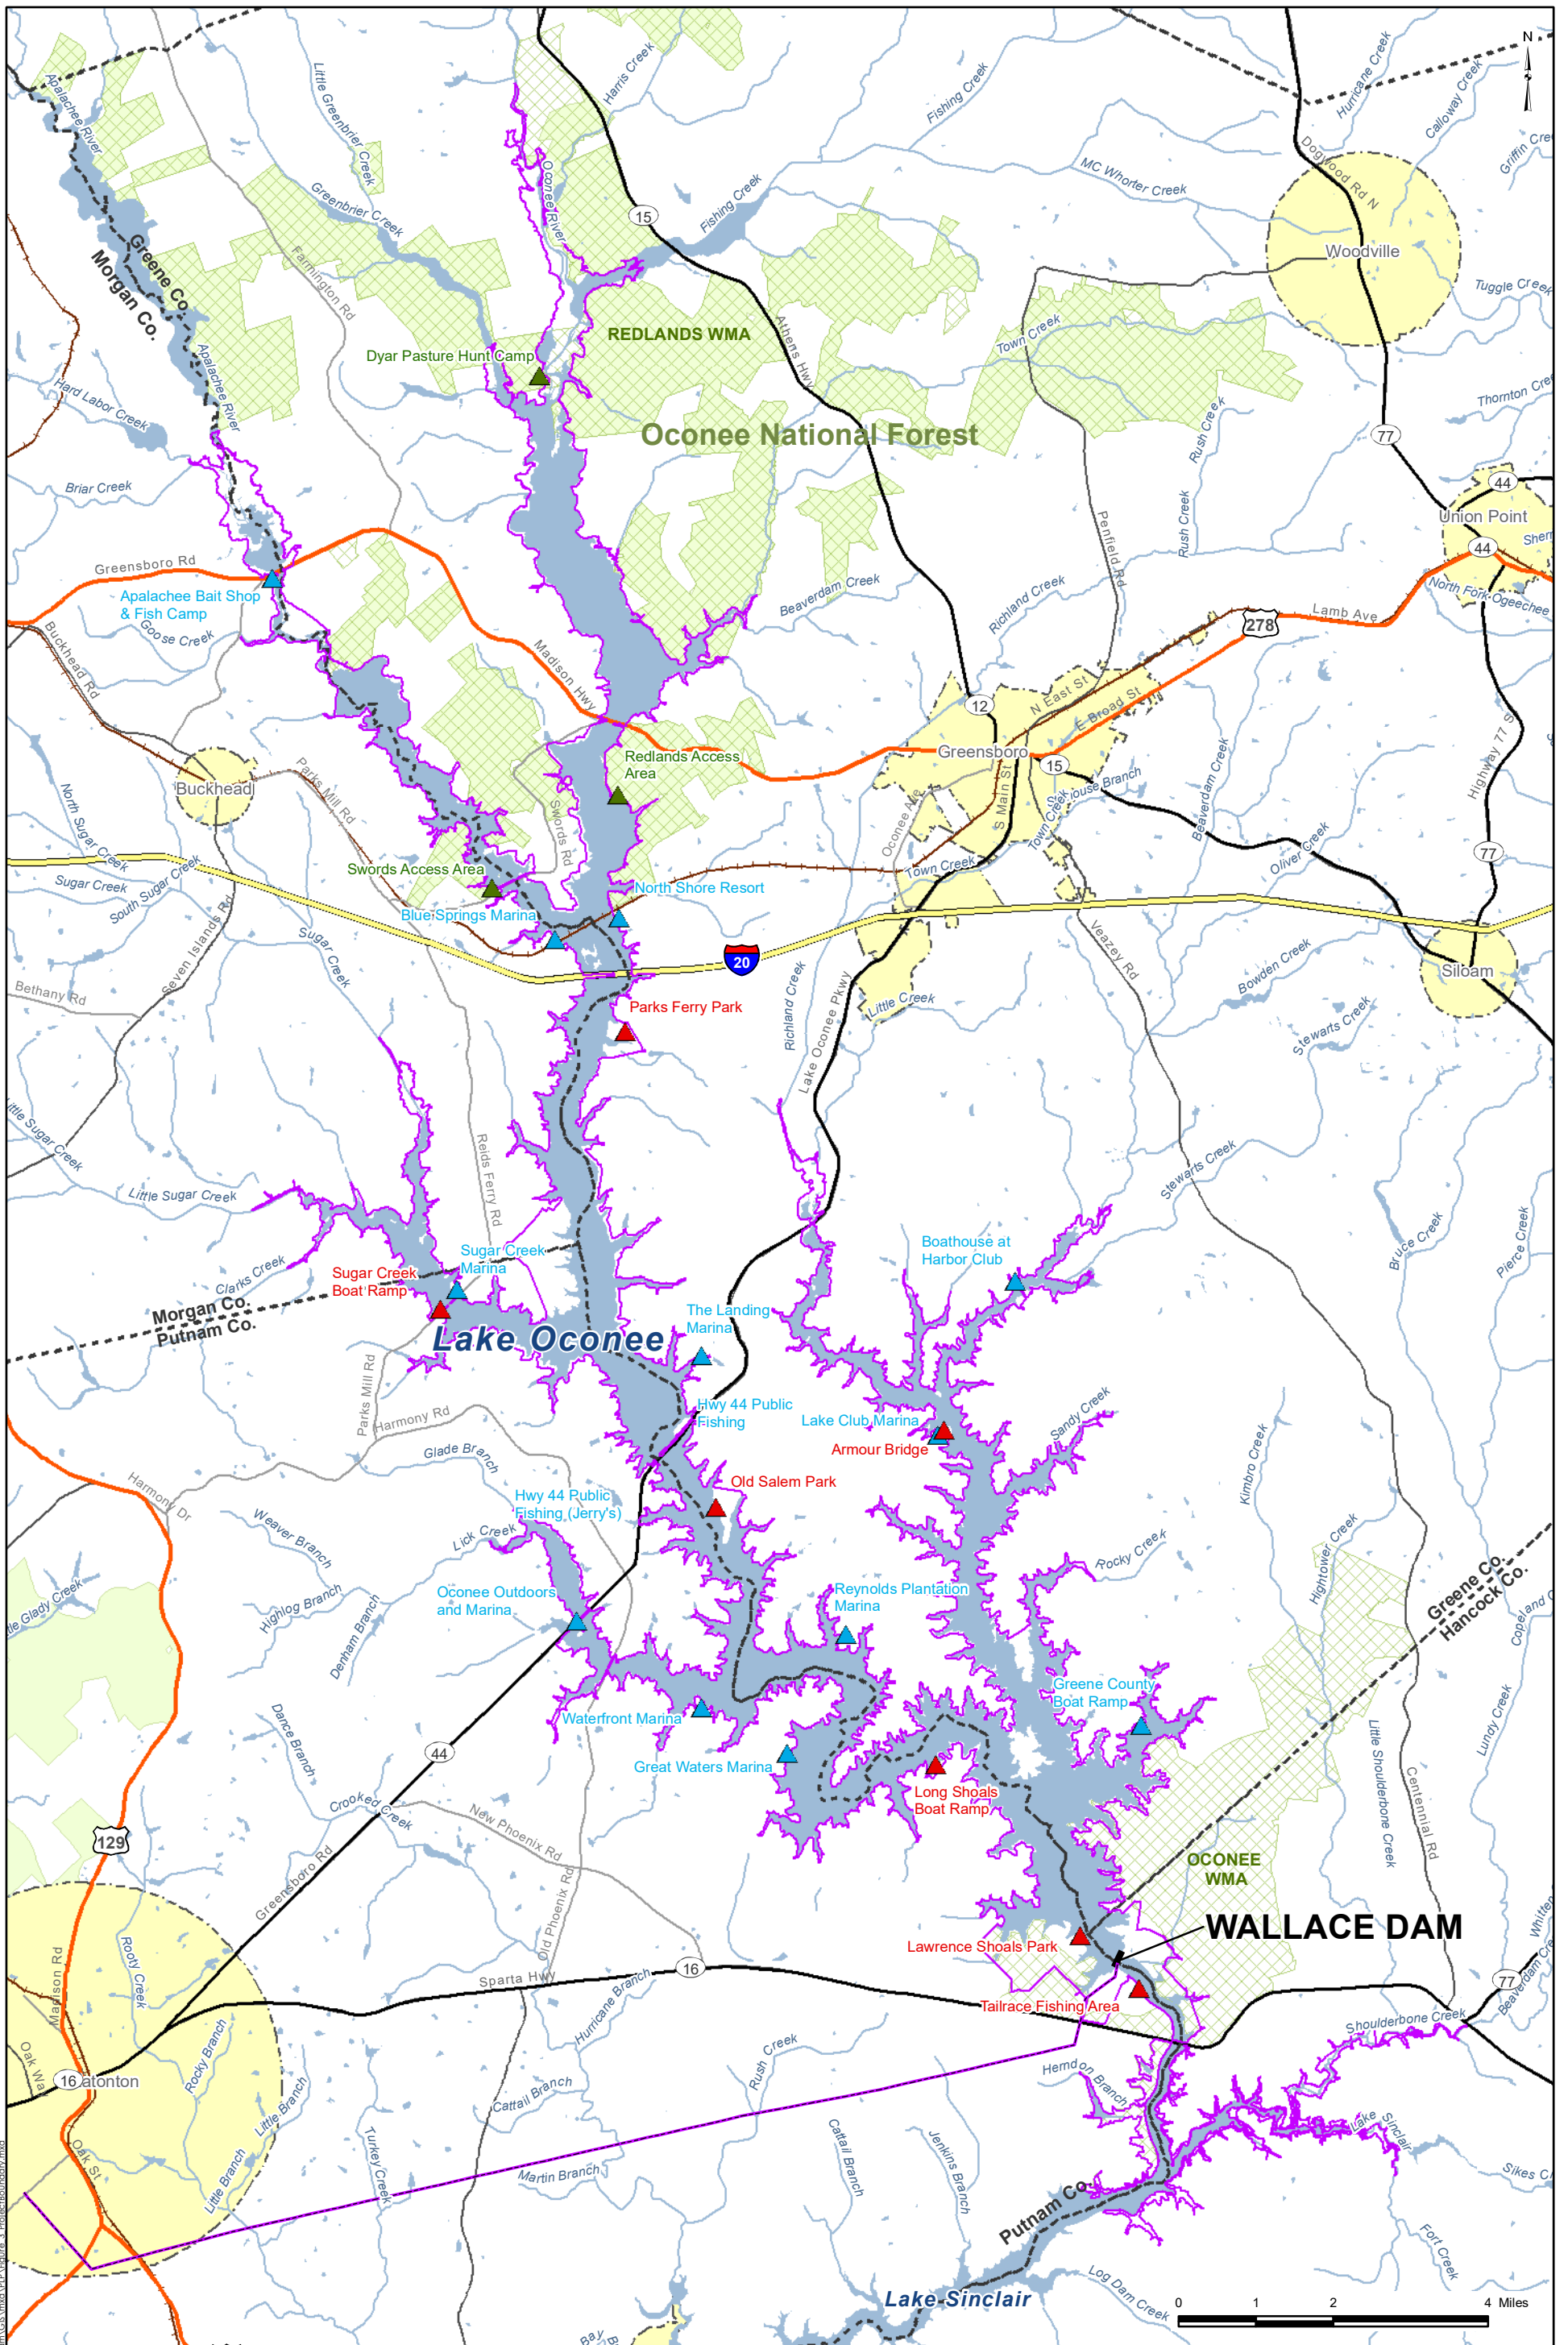 N
Apalachee River
Little Greenbrier Creek
Harris Creek
Fishing Creek
Hurricane Creek
Calloway Creek
Dogwood Rd N
MC Whorter Creek
Greenbrier Creek
Oconee River
Fishing Creek
15
Woodville
Greene Co.
Morgan Co.
Farmington Rd
Tuggle Creek
Athens Hwy
REDLANDS WMA
Town Creek
Dyar Pasture Hunt Camp
Apalachee River
Hard Labor Creek
Rush Creek
Oconee National Forest
77
Briar Creek
44
Union Point
Rush Creek
Penfield Rd
44
Greensboro Rd
Apalachee Bait Shop
& Fish Camp
Beaverdam Creek
Richland Creek
North Fork Ogeechee
Lamb Ave
278
Goose Creek
Buckhead Rd
Madison Hwy
N East St
E Broad St
12
Greensboro
15
Redlands Access
Area
Highway 77 S
Buckhead
Parks Mill Rd
Swords Rd
S Main St
Oconee Ave
Town Creek
Beaverdam Creek
North Sugar Creek
Oliver Creek
77
Swords Access Area
Town Creek
Sugar Creek
South Sugar Creek
North Shore Resort
Blue Springs Marina
Seven Islands Rd
Sugar Creek
20
Veazey Rd
Siloam
Bowden Creek
Bethany Rd
Richland Creek
Lake Oconee Pkwy
Little Creek
Parks Ferry Park
Stewarts Creek
Little Sugar Creek
Reids Ferry Rd
Stewarts Creek
Little Sugar Creek
Boathouse at
Harbor Club
Bruce Creek
Pierce Creek
Sugar Creek
Marina
Clarks Creek
Sugar Creek
Boat Ramp
Morgan Co.
Putnam Co.
The Landing
Marina
Lake Oconee
Parks Mill Rd
Harmony Rd
Hwy 44 Public
Fishing
Lake Club Marina
Armour Bridge
Sandy Creek
Glade Branch
Kimbro Creek
Harmony Dr
Old Salem Park
Hwy 44 Public
Fishing (Jerry's)
Weaver Branch
Lick Creek
Rocky Creek
Hightower Creek
Oconee Outdoors
and Marina
Reynolds Plantation
Marina
Highlog Branch
Denham Branch
Greene Co.
Hancock Co.
Greene County
Boat Ramp
Dance Branch
Waterfront Marina
Little Shoulderbone Creek
Lundy Creek
44
Great Waters Marina
Long Shoals
Boat Ramp
Crooked Creek
New Phoenix Rd
Centennial Rd
129
OCONEE
WMA
Greensboro Rd
Old Phoenix Rd
WALLACE DAM
Lawrence Shoals Park
Rooty Creek
Madison Rd
Sparta Hwy
16
77
Tailrace Fishing Area
Hurricane Branch
Shoulderbone Creek
Rocky Branch
Rush Creek
Herndon Branch
16
Little Branch
Cattail Branch
Lake Sinclair
Turkey Creek
Oak St
Cattail Branch
Jenkins Branch
Little Branch
Martin Branch
Putnam Co.
Fort Creek
Log Dam Creek
Lake Sinclair
0 1 2 4 Miles